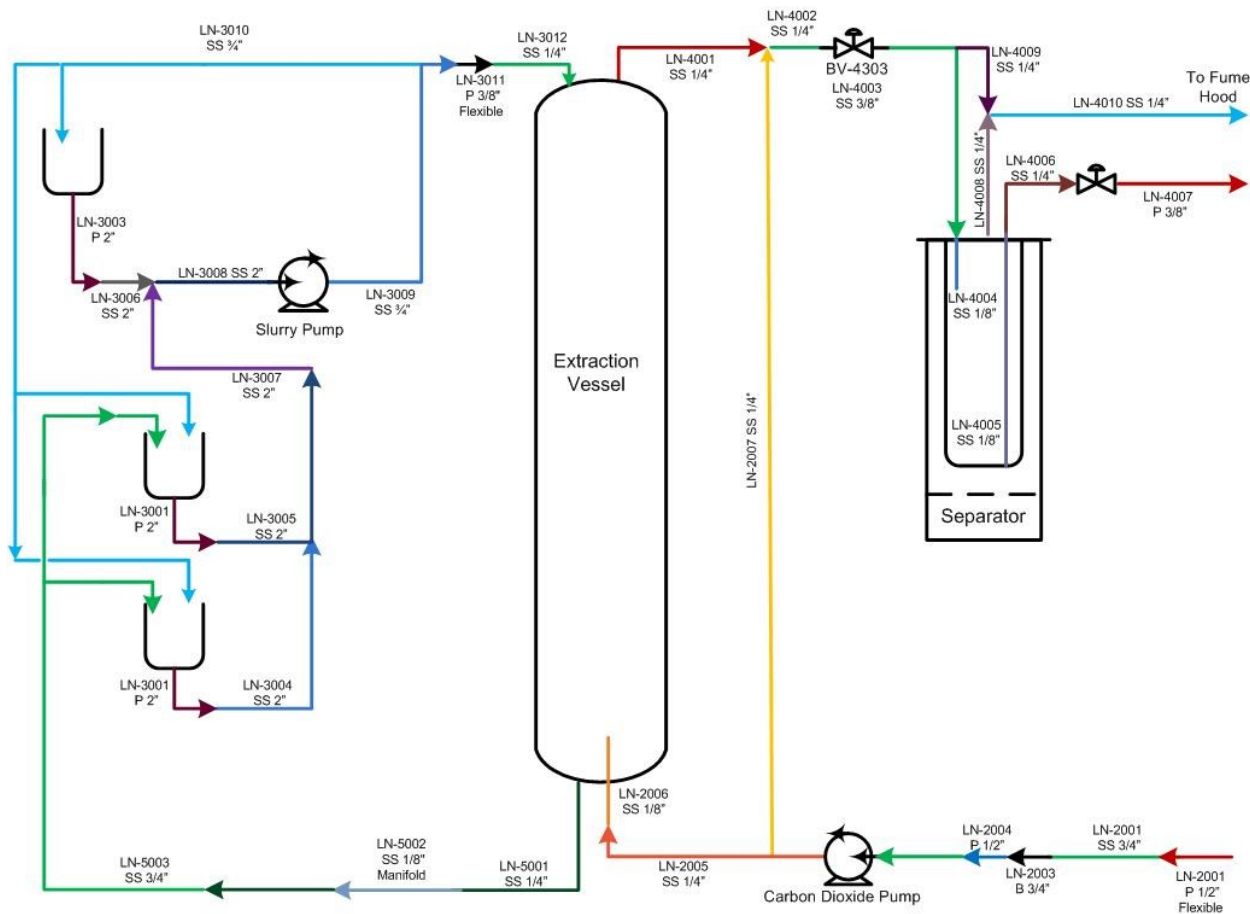 LN-3010
SS ¾"
LN-3012
SS 1/4"
LN-3011
P 3/8"
Flexible
LN-4001
SS 1/4"
LN-4002
SS 1/4"
BV-4303
LN-4003
SS 3/8"
LN-4009
SS 1/4"
To Fume
Hood
LN-4010 SS 1/4"
LN-4008 SS 1/4"
LN-4006
SS 1/4"
LN-4007
P 3/8"
LN-3003
P 2"
LN-3006
SS 2"
LN-3008 SS 2"
LN-3009
SS ¾"
Slurry Pump
LN-4004
SS 1/8"
Extraction
Vessel
LN-3007
SS 2"
LN-2007 SS 1/4"
LN-4005
SS 1/8"
Separator
LN-3001
P 2"
LN-3005
SS 2"
LN-3001
P 2"
LN-3004
SS 2"
LN-2006
SS 1/8"
LN-5003
SS 3/4"
LN-5002
SS 1/8"
Manifold
LN-5001
SS 1/4"
LN-2005
SS 1/4"
Carbon Dioxide Pump
LN-2004
P 1/2"
LN-2003
B 3/4"
LN-2001
SS 3/4"
LN-2001
P 1/2"
Flexible